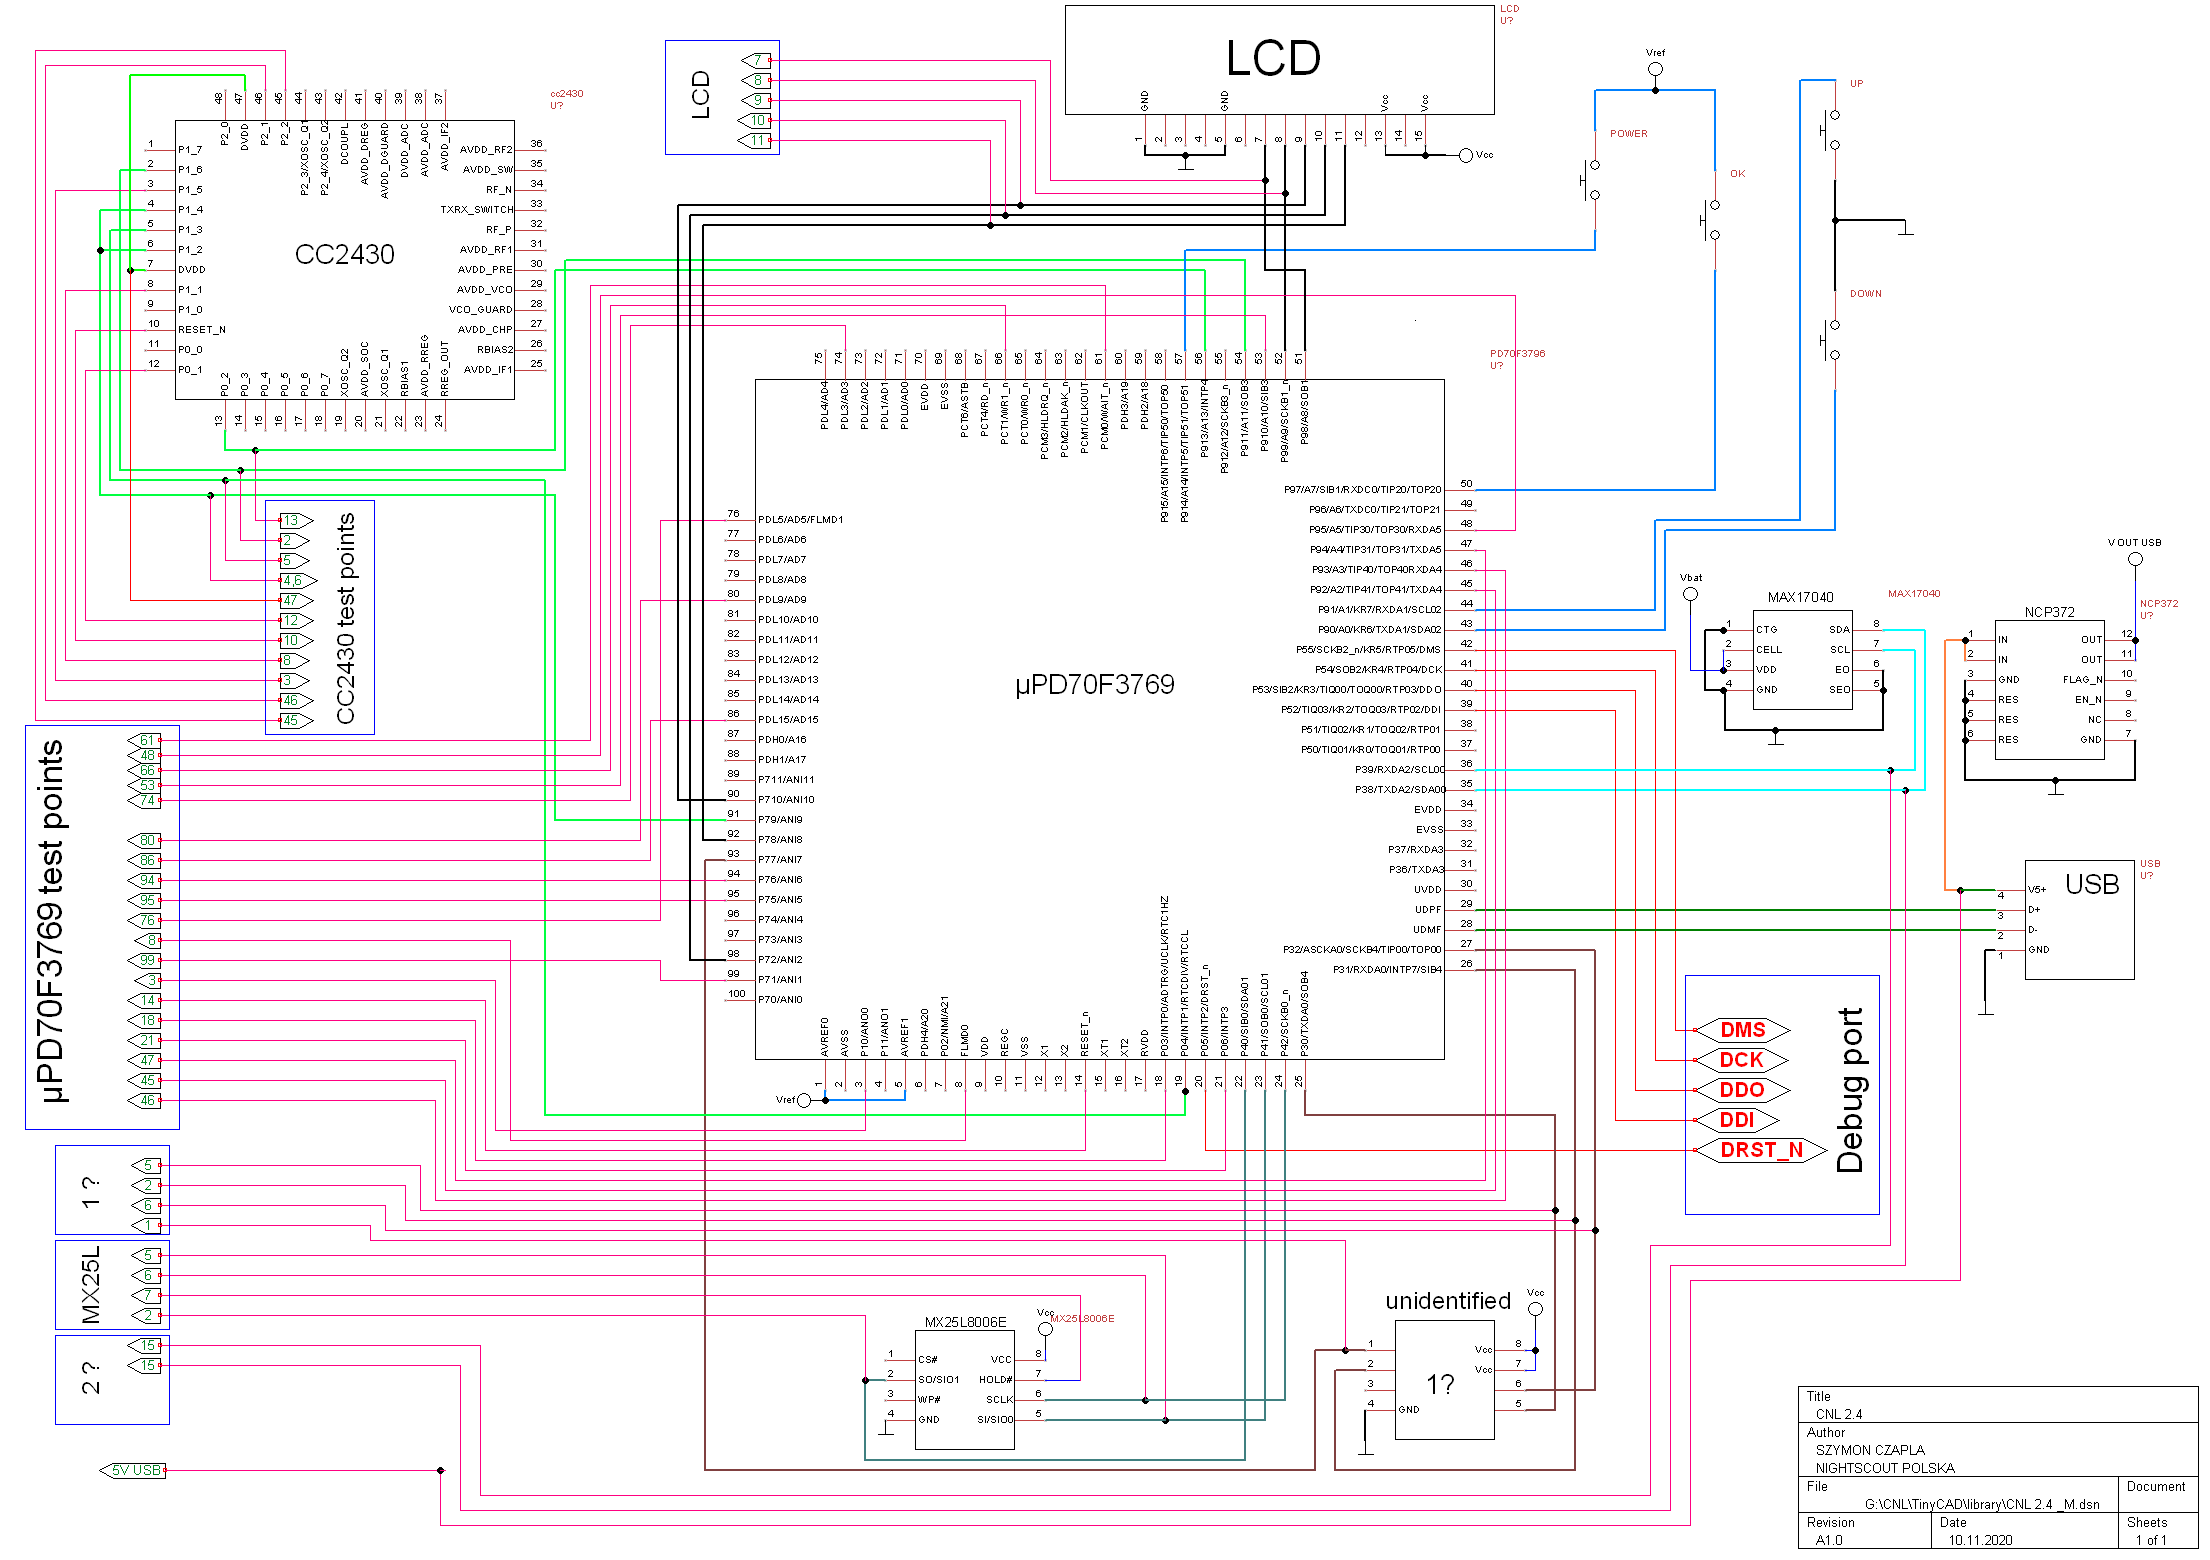 LCD
U?
LCD
GND
GND
Vcc
Vcc
1
2
3
4
5
6
7
8
9
10
11
12
13
14
15
Vcc
LCD
7
8
9
10
11
Vref
POWER
OK
UP
DOWN
cc2430
U?
CC2430
48
47
46
45
44
43
42
41
40
39
38
37
P2_0
DVDD
P2_1
P2_2
P2_3/XOSC_Q1
P2_4/XOSC_Q2
DCOUPL
AVDD_DREG
AVDD_DGUARD
DVDD_ADC
AVDD_ADC
AVDD_IF2
1 P1_7
2 P1_6
3 P1_5
4 P1_4
5 P1_3
6 P1_2
7 DVDD
8 P1_1
9 P1_0
10 RESET_N
11 P0_0
12 P0_1
AVDD_RF2 36
AVDD_SW 35
RF_N 34
TXRX_SWITCH 33
RF_P 32
AVDD_RF1 31
AVDD_PRE 30
AVDD_VCO 29
VCO_GUARD 28
AVDD_CHP 27
RBIAS2 26
AVDD_IF1 25
P0_2
P0_3
P0_4
P0_5
P0_6
P0_7
XOSC_Q2
AVDD_SOC
XOSC_Q1
RBIAS1
AVDD_RREG
RREG_OUT
13
14
15
16
17
18
19
20
21
22
23
24
CC2430 test points
13
2
5
4,6
47
12
10
8
3
46
45
µPD70F3769 test points
61
48
66
53
74
80
86
94
95
76
8
99
3
14
18
21
47
45
46
1 ?
5
2
6
1
MX25L
5
6
7
2
2 ?
15
15
5V USB
PD70F3796
U?
µPD70F3769
75
74
73
72
71
70
69
68
67
66
65
64
63
62
61
60
59
58
57
56
55
54
53
52
51
PDL4/AD4
PDL3/AD3
PDL2/AD2
PDL1/AD1
PDL0/AD0
EVDD
EVSS
PCT6/ASTB
PCT4/RD_n
PCT1/WR1_n
PCT0/WR0_n
PCM3/HLDRQ_n
PCM2/HLDAK_n
PCM1/CLKOUT
PCM0/WAIT_n
PDH3/A19
PDH2/A18
P915/A15/INTP6/TIP50/TOP50
P914/A14/INTP5/TIP51/TOP51
P913/A13/INTP4
P912/A12/SCKB3_n
P911/A11/SOB3
P910/A10/SIB3
P99/A9/SCKB1_n
P98/A8/SOB1
76 PDL5/AD5/FLMD1
77 PDL6/AD6
78 PDL7/AD7
79 PDL8/AD8
80 PDL9/AD9
81 PDL10/AD10
82 PDL11/AD11
83 PDL12/AD12
84 PDL13/AD13
85 PDL14/AD14
86 PDL15/AD15
87 PDH0/A16
88 PDH1/A17
89 P711/ANI11
90 P710/ANI10
91 P79/ANI9
92 P78/ANI8
93 P77/ANI7
94 P76/ANI6
95 P75/ANI5
96 P74/ANI4
97 P73/ANI3
98 P72/ANI2
99 P71/ANI1
100 P70/ANI0
P97/A7/SIB1/RXDC0/TIP20/TOP20 50
P96/A6/TXDC0/TIP21/TOP21 49
P95/A5/TIP30/TOP30/RXDA5 48
P94/A4/TIP31/TOP31/TXDA5 47
P93/A3/TIP40/TOP40RXDA4 46
P92/A2/TIP41/TOP41/TXDA4 45
P91/A1/KR7/RXDA1/SCL02 44
P90/A0/KR6/TXDA1/SDA02 43
P55/SCKB2_n/KR5/RTP05/DMS 42
P54/SOB2/KR4/RTP04/DCK 41
P53/SIB2/KR3/TIQ00/TOQ00/RTP03/DDO 40
P52/TIQ03/KR2/TOQ03/RTP02/DDI 39
P51/TIQ02/KR1/TOQ02/RTP01 38
P50/TIQ01/KR0/TOQ01/RTP00 37
P39/RXDA2/SCL00 36
P38/TXDA2/SDA00 35
EVDD 34
EVSS 33
P37/RXDA3 32
P36/TXDA3 31
UVDD 30
UDPF 29
UDMF 28
P32/ASCKA0/SCKB4/TIP00/TOP00 27
P31/RXDA0/INTP7/SIB4 26
AVREF0
AVSS
P10/ANO0
P11/ANO1
AVREF1
PDH4/A20
P02/NMI/A21
FLMD0
VDD
REGC
VSS
X1
X2
RESET_n
XT1
XT2
RVDD
P03/INTP0/ADTRG/UCLK/RTC1HZ
P04/INTP1/RTCDIV/RTCCL
P05/INTP2/DRST_n
P06/INTP3
P40/SIB0/SDA01
P41/SOB0/SCL01
P42/SCKB0_n
P30/TXDA0/SOB4
1
2
3
4
5
6
7
8
9
10
11
12
13
14
15
16
17
18
19
20
21
22
23
24
25
Vref
Vbat
MAX17040
MAX17040
1 CTG
2 CELL
3 VDD
4 GND
SDA 8
SCL 7
EO 6
SEO 5
V OUT USB
NCP372
NCP372
U?
1 IN
2 IN
3 GND
4 RES
5 RES
6 RES
OUT 12
OUT 11
FLAG_N 10
EN_N 9
NC 8
GND 7
USB
U?
USB
4 V5+
3 D+
2 D-
1 GND
Debug port
DMS
DCK
DDO
DDI
DRST_N
MX25L8006E
Vcc
MX25L8006E
1 CS#
2 SO/SIO1
3 WP#
4 GND
VCC 8
HOLD# 7
SCLK 6
SI/SIO0 5
unidentified
Vcc
1?
1
2
3
4 GND
Vcc 8
Vcc 7
6
5
Title
CNL 2.4
Author
SZYMON CZAPLA
NIGHTSCOUT POLSKA
File
Document
G:\CNL\TinyCAD\library\CNL 2.4 _M.dsn
Revision
Date
Sheets
A1.0
10.11.2020
1 of 1